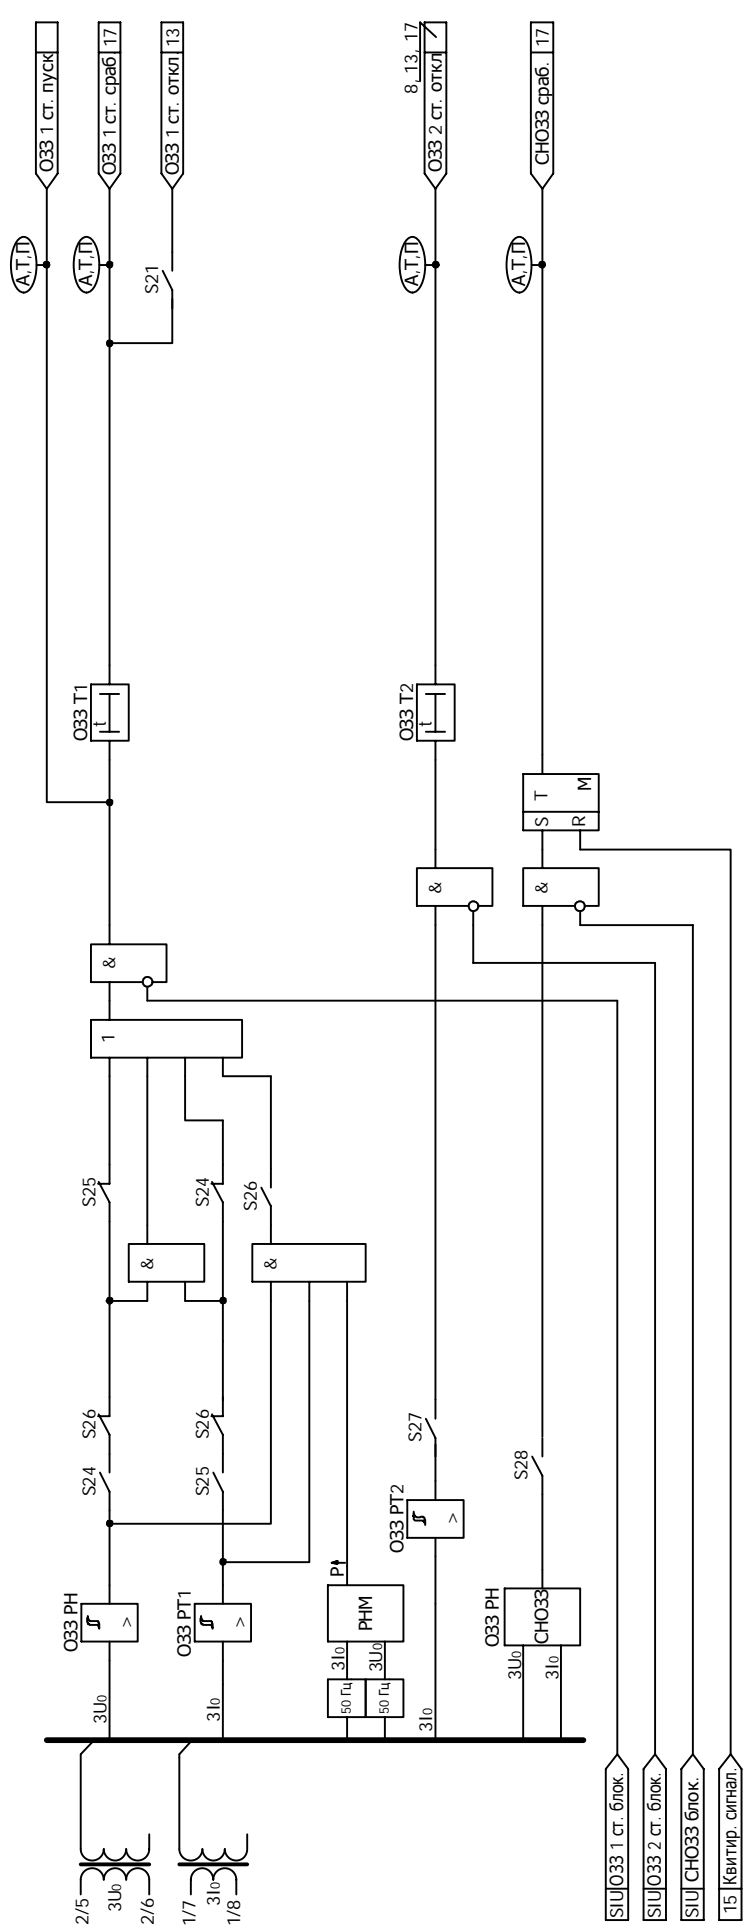 2/5
3U0
2/6
1/7
3I0
1/8
3U0
ОЗЗ РН
>
S24
S26
S25
3I0
ОЗЗ РТ1
>
S25
S26
S24
&
&
S26
1
&
50 Гц
50 Гц
3I0
3U0
РНМ
P
ОЗЗ Т1
t
А,Т,П
ОЗЗ 1 ст. пуск
А,Т,П
ОЗЗ 1 ст. сраб 17
S21
ОЗЗ 1 ст. откл 13
3I0
ОЗЗ РТ2
>
S27
&
ОЗЗ Т2
t
А,Т,П
ОЗЗ 2 ст. откл
8, 13, 17
3U0
3I0
ОЗЗ РН
СНОЗЗ
S28
&
S T
R M
А,Т,П
СНОЗЗ сраб. 17
SIU ОЗЗ 1 ст. блок.
SIU ОЗЗ 2 ст. блок.
SIU СНОЗЗ блок.
15 Квитир. сигнал.